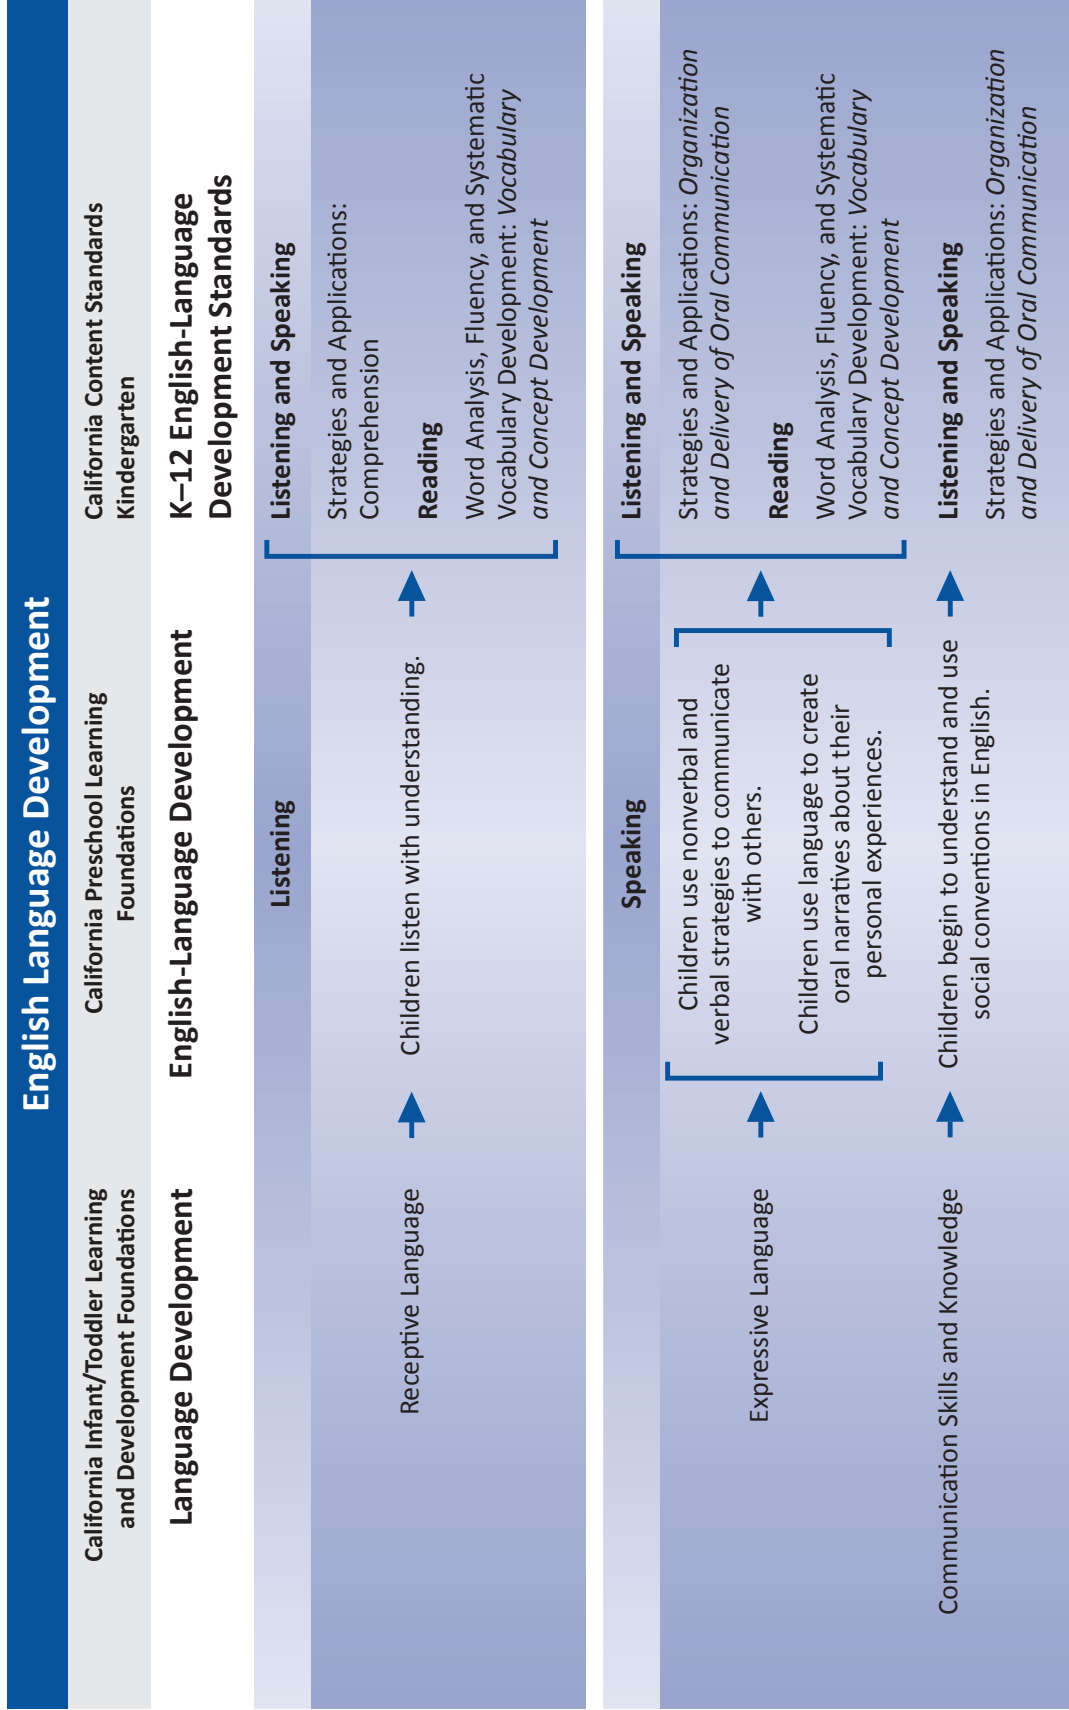 English Language Development
California Infant/Toddler Learning
and Development Foundations
California Preschool Learning
Foundations
California Content Standards
Kindergarten
Language Development
English-Language Development
K–12 English-Language
Development Standards
Listening
Listening and Speaking
Receptive Language
Children listen with understanding.
Strategies and Applications:
Comprehension
Reading
Word Analysis, Fluency, and Systematic
Vocabulary Development: Vocabulary
and Concept Development
Speaking
Listening and Speaking
Expressive Language
Children use nonverbal and
verbal strategies to communicate
with others.
Children use language to create
oral narratives about their
personal experiences.
Strategies and Applications: Organization
and Delivery of Oral Communication
Reading
Word Analysis, Fluency, and Systematic
Vocabulary Development: Vocabulary
and Concept Development
Communication Skills and Knowledge
Children begin to understand and use
social conventions in English.
Listening and Speaking
Strategies and Applications: Organization
and Delivery of Oral Communication